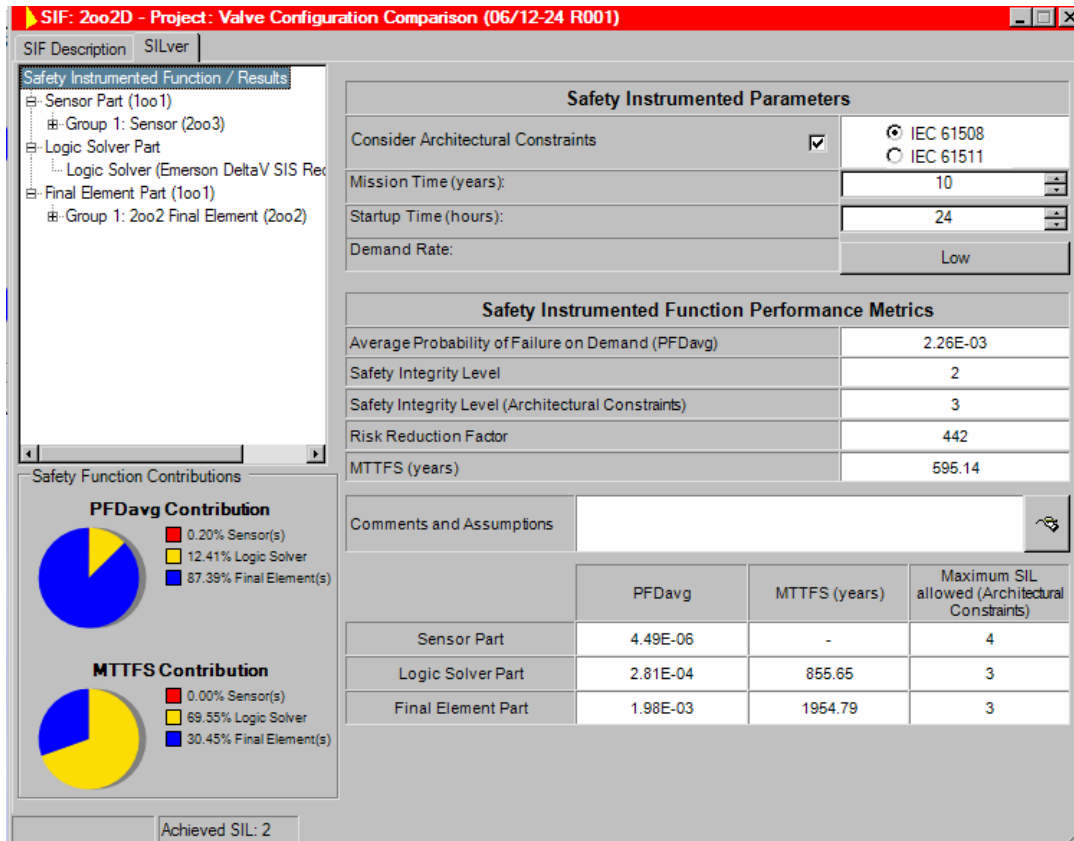 SIF: 2oo2D - Project: Valve Configuration Comparison (06/12-24 R001)
SIF Description SILver
Safety Instrumented Function / Results
Sensor Part (1oo1)
Group 1: Sensor (2oo3)
Logic Solver Part
Logic Solver (Emerson DeltaV SIS Red
Final Element Part (1oo1)
Group 1: 2oo2 Final Element (2oo2)
Safety Function Contributions
PFDavg Contribution
0.20% Sensor(s)
12.41% Logic Solver
87.39% Final Element(s)
MTTFS Contribution
0.00% Sensor(s)
69.55% Logic Solver
30.45% Final Element(s)
Safety Instrumented Parameters
Consider Architectural Constraints
IEC 61508
IEC 61511
Mission Time (years): 10
Startup Time (hours): 24
Demand Rate: Low
Safety Instrumented Function Performance Metrics
Average Probability of Failure on Demand (PFDavg) 2.26E-03
Safety Integrity Level 2
Safety Integrity Level (Architectural Constraints) 3
Risk Reduction Factor 442
MTTFS (years) 595.14
Comments and Assumptions
PFDavg MTTFS (years) Maximum SIL
allowed (Architectural
Constraints)
Sensor Part 4.49E-06 - 4
Logic Solver Part 2.81E-04 855.65 3
Final Element Part 1.98E-03 1954.79 3
Achieved SIL: 2